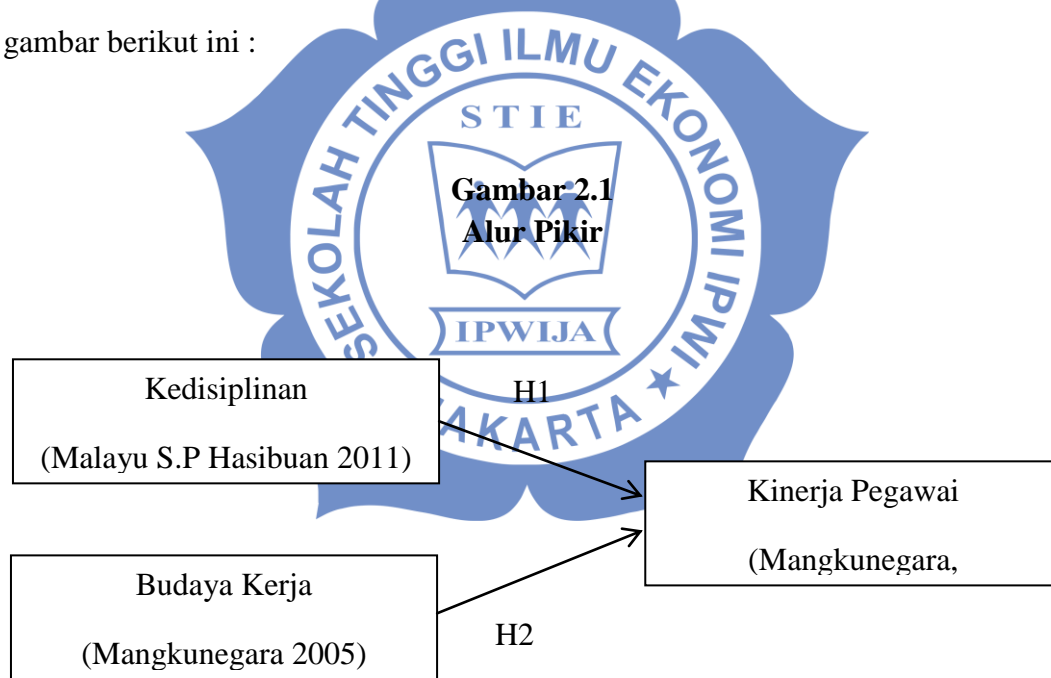 gambar berikut ini :
SEKOLAH TINGGI ILMU EKONOMI IPWI
STIE
Gambar 2.1
Alur Pikir
IPWIJA
AKARTA
Kedisiplinan
(Malayu S.P Hasibuan 2011)
H1
Kinerja Pegawai
(Mangkunegara,
Budaya Kerja
(Mangkunegara 2005)
H2